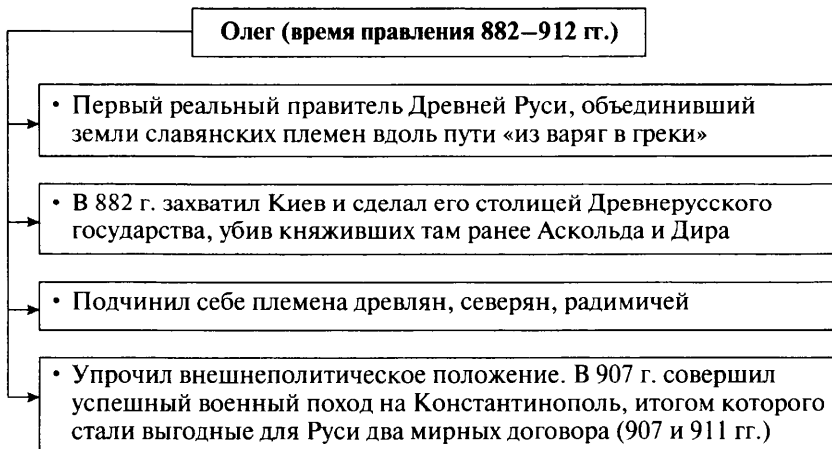 Олег (время правления 882–912 гг.)
• Первый реальный правитель Древней Руси, объединивший
земли славянских племен вдоль пути «из варяг в греки»
• В 882 г. захватил Киев и сделал его столицей Древнерусского
государства, убив княживших там ранее Аскольда и Дира
• Подчинил себе племена древлян, северян, радимичей
• Упрочил внешнеполитическое положение. В 907 г. совершил
успешный военный поход на Константинополь, итогом которого
стали выгодные для Руси два мирных договора (907 и 911 гг.)